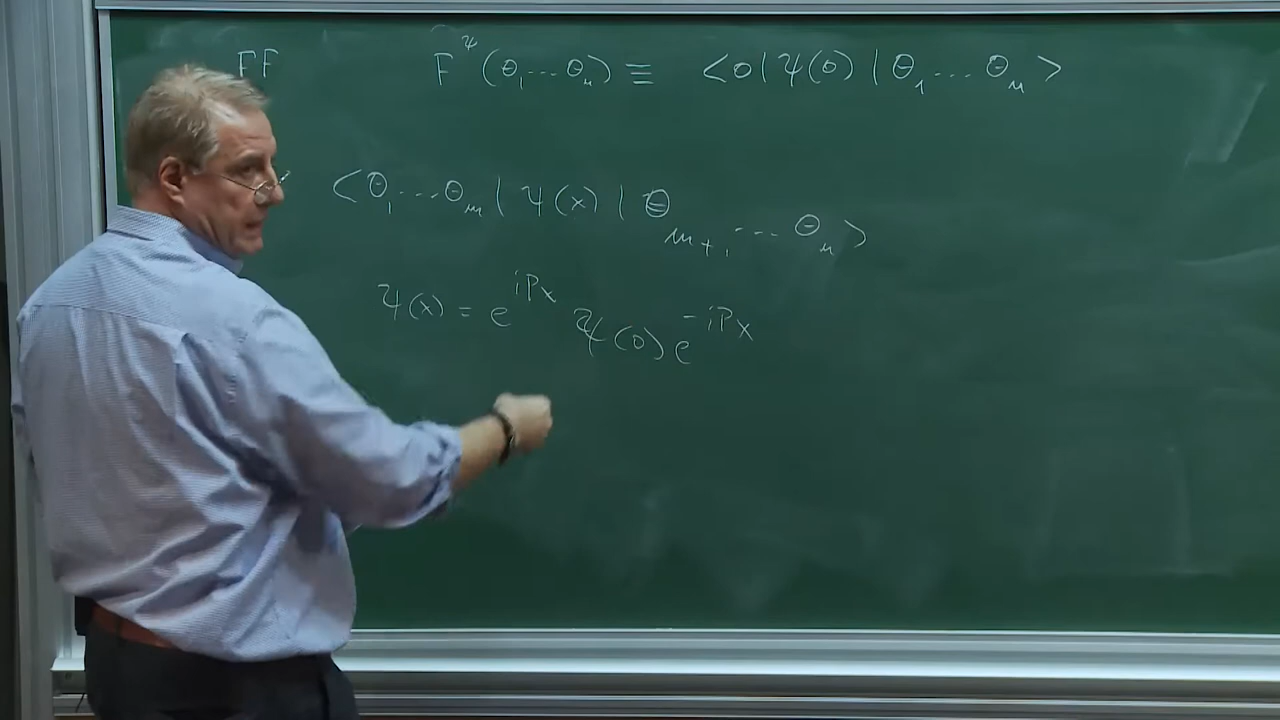 FF F^Ψ(θ₁...θₙ) ≡ <0|Ψ(0)|θ₁....θₙ>
<θ₁...θₘ|Ψ(x)|θₘ₊₁...θₙ>
Ψ(x) = e^{iPx} Ψ(0) e^{-iPx}